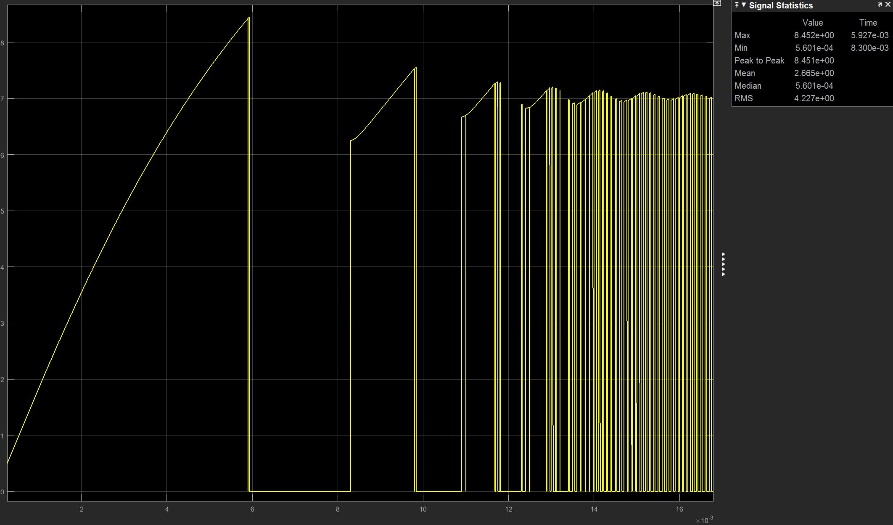 Signal Statistics
Value Time
Max 8.452e+00 5.927e-03
Min 5.601e-04 8.300e-03
Peak to Peak 8.451e+00
Mean 2.665e+00
Median 5.601e-04
RMS 4.227e+00
8
7
6
5
4
3
2
1
0
2 4 6 8 10 12 14 16
×10-3